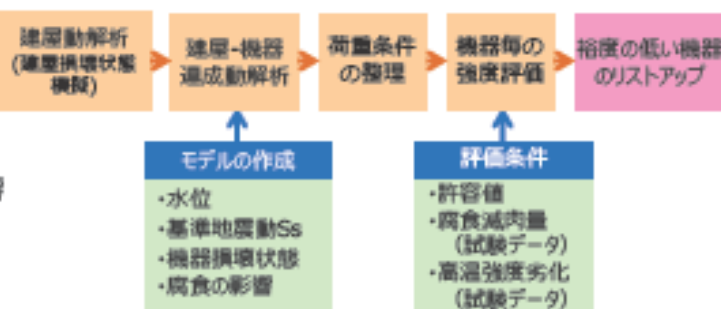 建屋動解析
(建屋損壊状態
模擬)
建屋-機器
連成動解析
荷重条件
の整理
機器毎の
強度評価
裕度の低い機器
のリストアップ
モデルの作成
・水位
・基準地震動Ss
・機器損壊状態
・腐食の影響
評価条件
・許容値
・腐食減肉量
(試験データ)
・高温強度劣化
(試験データ)